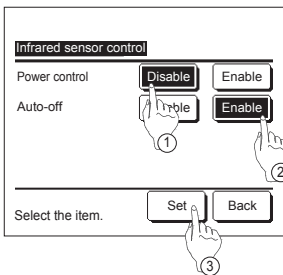 Infrared sensor control
Power control Disable Enable
Auto-off Enable
①
②
Select the item. Set Back
③